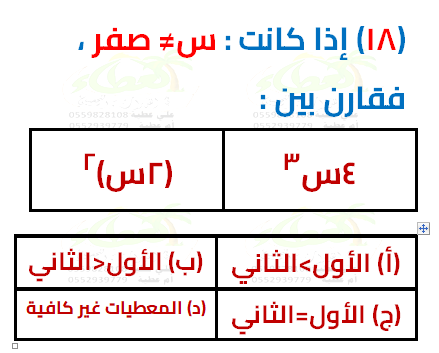 (١٨) إذا كانت : س ≠ صفر ،
فقارن بين :
٤س٣
(٢س)٢
(أ) الأول>الثاني
(ب) الأول<الثاني
(ج) الأول=الثاني
(د) المعطيات غير كافية